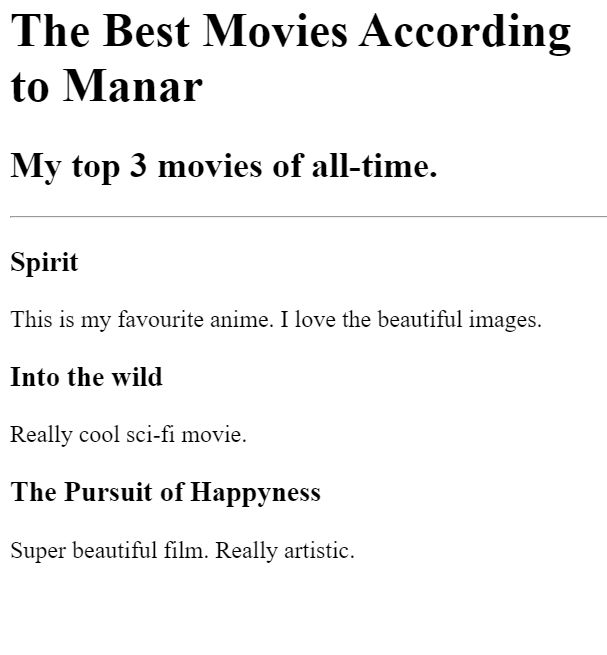 The Best Movies According
to Manar
My top 3 movies of all-time.
Spirit
This is my favourite anime. I love the beautiful images.
Into the wild
Really cool sci-fi movie.
The Pursuit of Happyness
Super beautiful film. Really artistic.